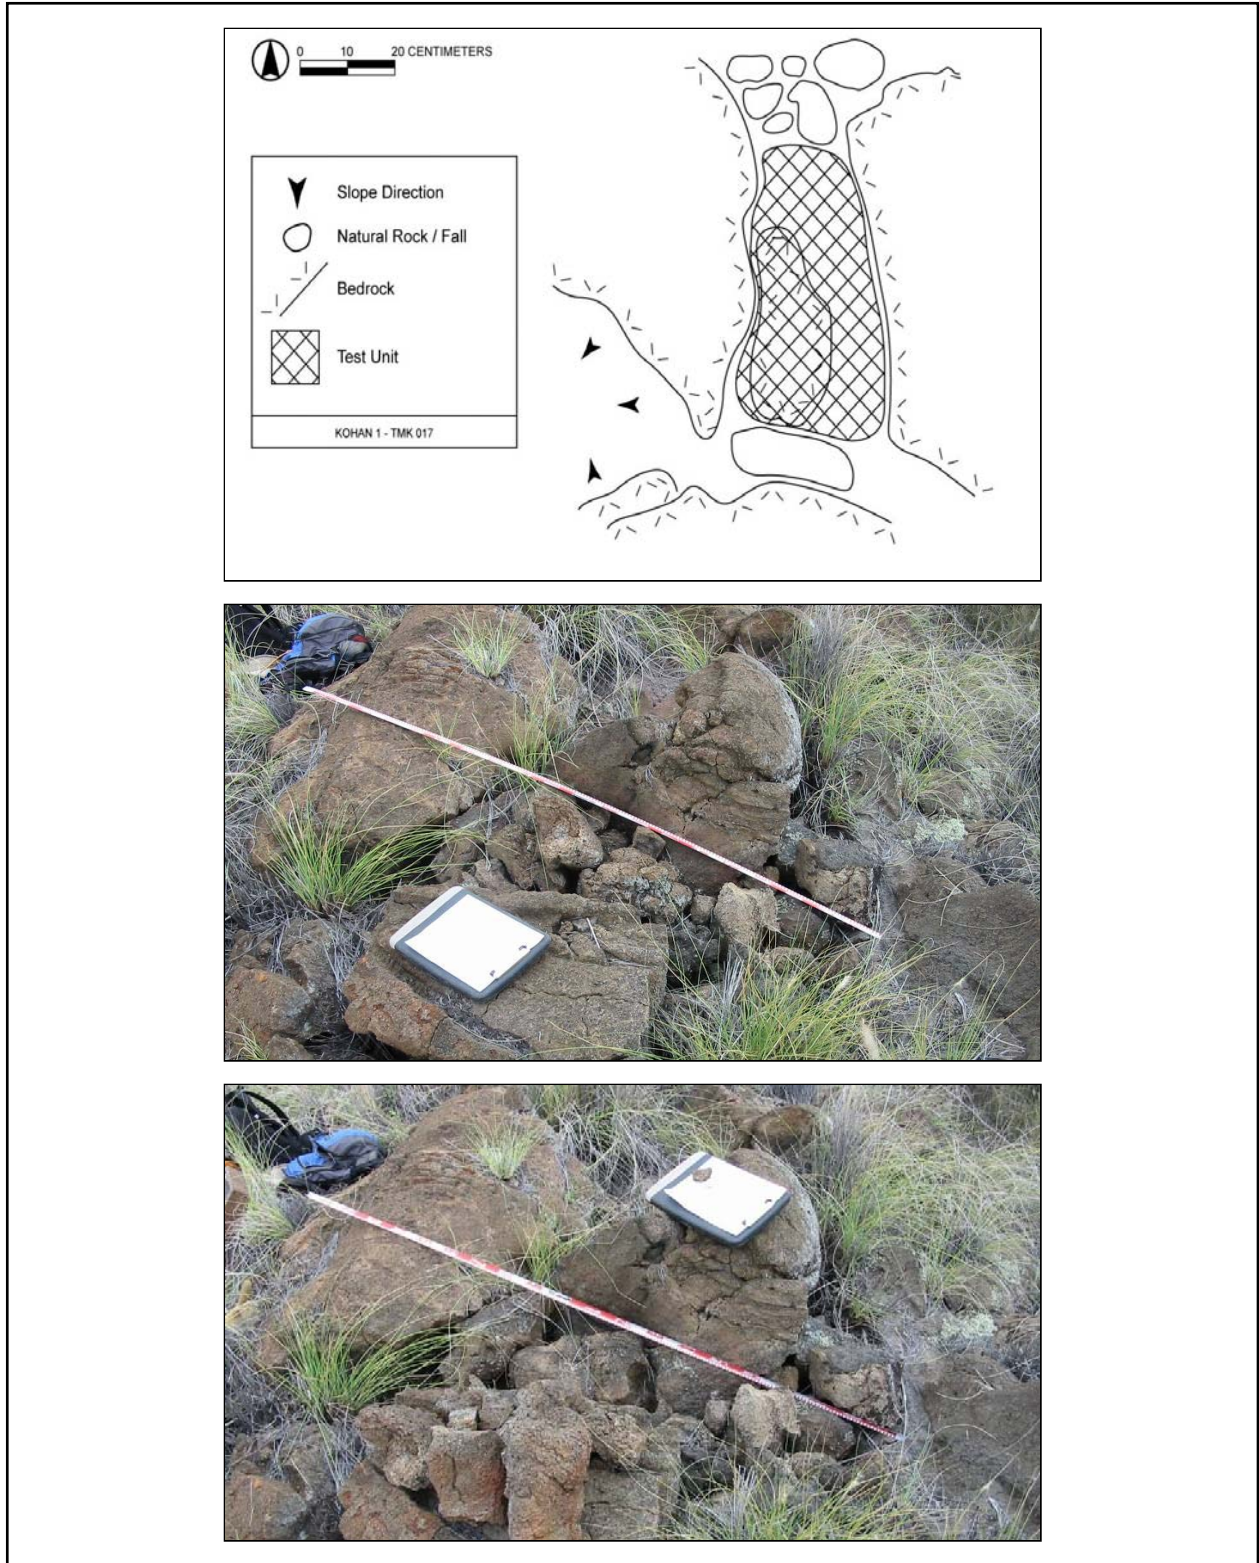 0 10 20 CENTIMETERS
Slope Direction
Natural Rock / Fall
Bedrock
Test Unit
KOHAN 1 - TMK 017